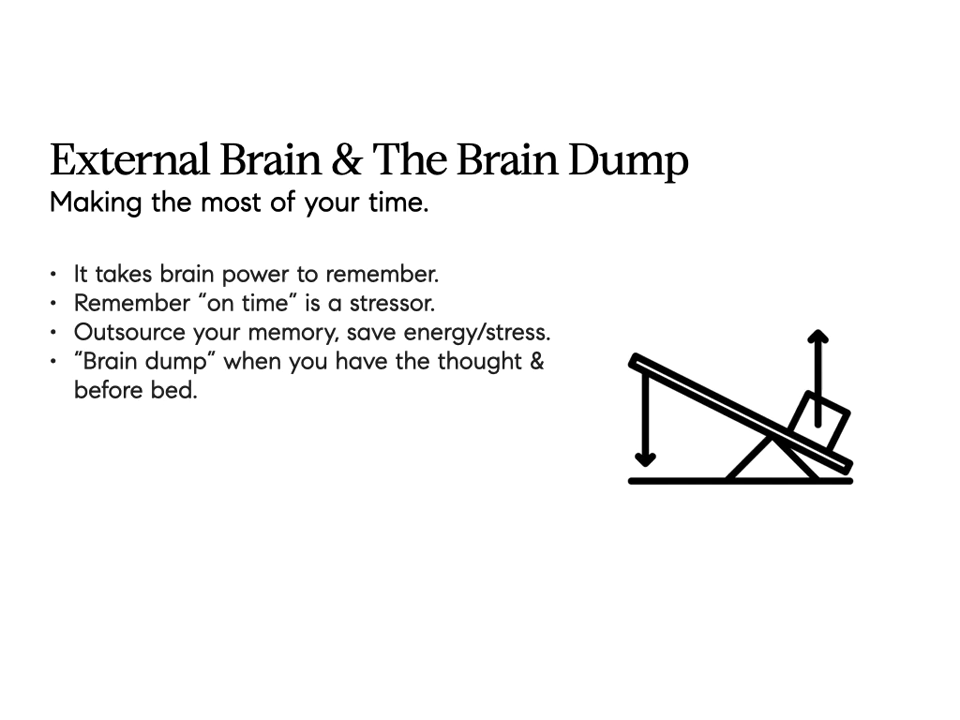 External Brain & The Brain Dump
Making the most of your time.
• It takes brain power to remember.
• Remember “on time” is a stressor.
• Outsource your memory, save energy/stress.
• “Brain dump” when you have the thought &
before bed.